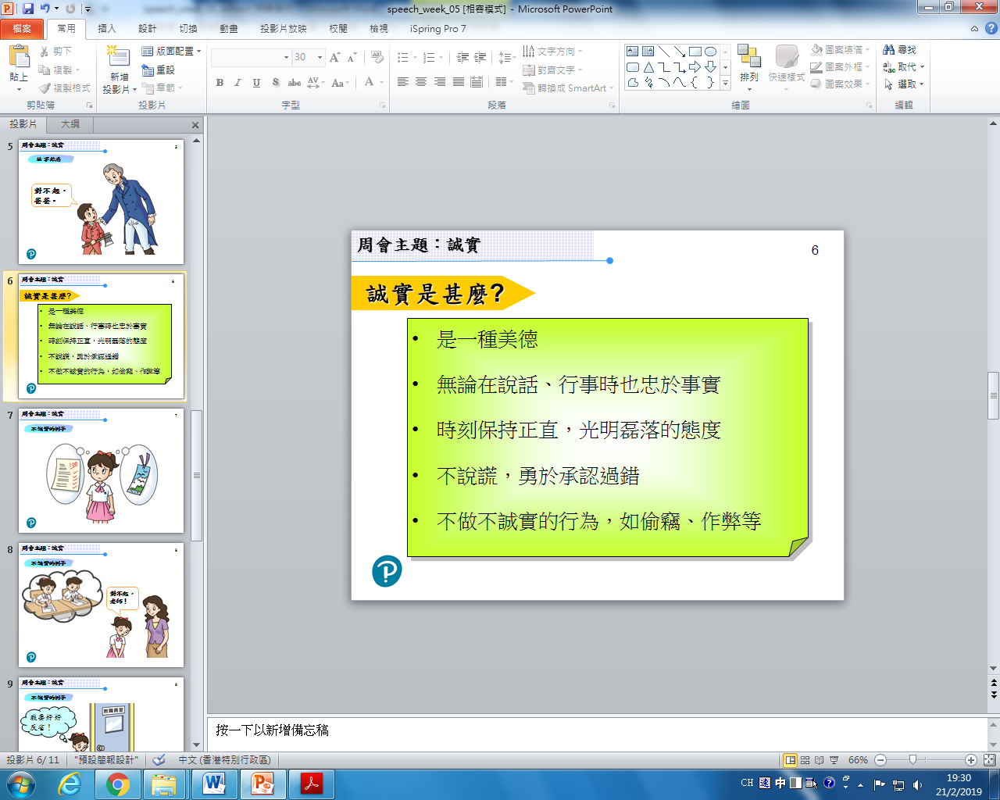 speech_week_05 [相容模式] - Microsoft PowerPoint
檔案 常用 插入 設計 切換 動畫 投影片放映 校閱 檢視 iSpring Pro 7
貼上 剪下 複製 複製格式 剪貼簿
新增投影片 版面配置 重設 章節 投影片
30 B I U S abc AV Aa A 字型
文字方向 對齊文字 轉換成 SmartArt 段落
排列 快速樣式 圖案填滿 圖案外框 圖案效果 繪圖
尋找 取代 選取 編輯
投影片 大綱
5
周會主題：誠實
5
對不起，
爸爸。
6
周會主題：誠實
6
誠實是甚麼?
• 是一種美德
• 無論在說話、行事時也忠於事實
• 時刻保持正直，光明磊落的態度
• 不說謊，勇於承認過錯
• 不做不誠實的行為，如偷竊、作弊等
7
周會主題：誠實
7
不誠實的例子
8
周會主題：誠實
8
不誠實的例子
對不起，
老師！
9
周會主題：誠實
9
不誠實的例子
我要好好
反省！
教職員室
周會主題：誠實
6
誠實是甚麼?
• 是一種美德
• 無論在說話、行事時也忠於事實
• 時刻保持正直，光明磊落的態度
• 不說謊，勇於承認過錯
• 不做不誠實的行為，如偷竊、作弊等
按一下以新增備忘稿
投影片 6/ 11 "預設簡報設計" 中文 (香港特別行政區) 66%
CH 速 中 19:30
21/2/2019